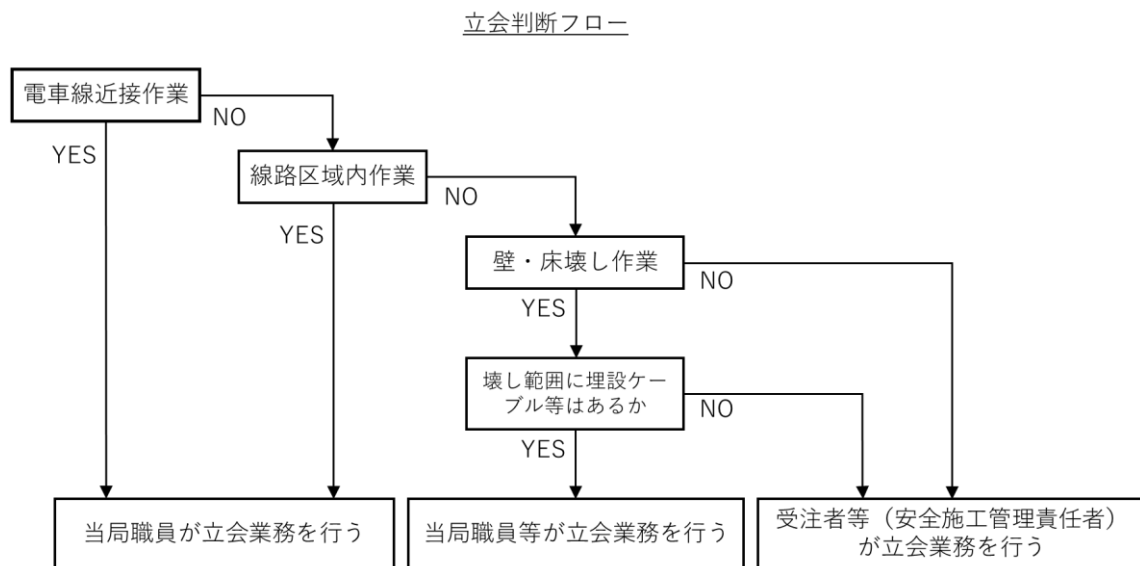 立会判断フロー
電車線近接作業
NO
YES
線路区域内作業
NO
YES
壁・床壊し作業
NO
YES
壊し範囲に埋設ケー
ブル等はあるか
NO
YES
当局職員が立会業務を行う
当局職員等が立会業務を行う
受注者等（安全施工管理責任者）
が立会業務を行う